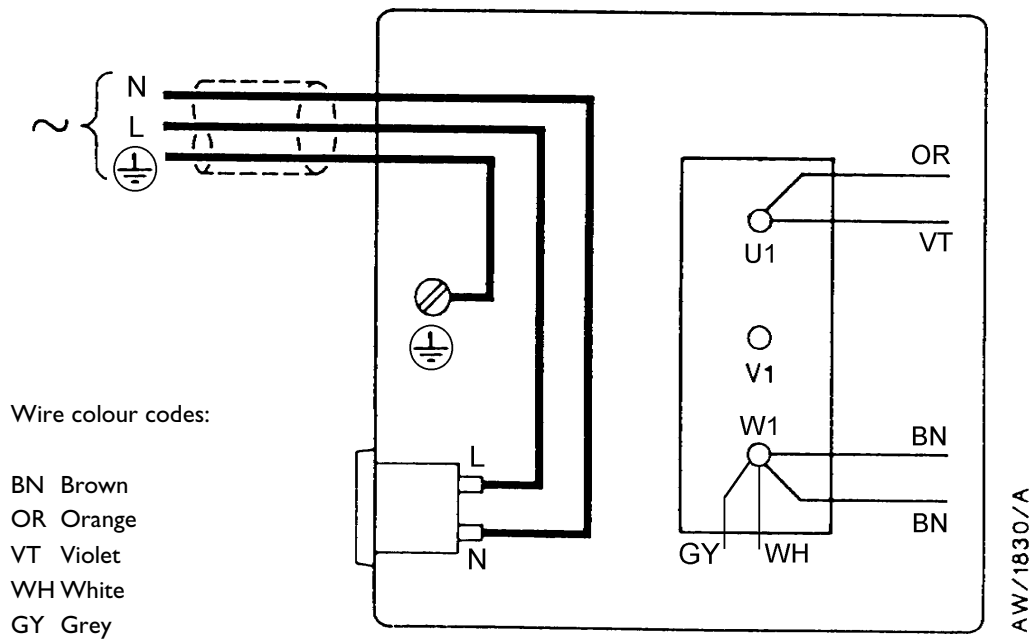 N
L
~
OR
VT
U1
V1
W1
BN
BN
GY
WH
L
N
Wire colour codes:
BN Brown
OR Orange
VT Violet
WH White
GY Grey
AW/1830/A